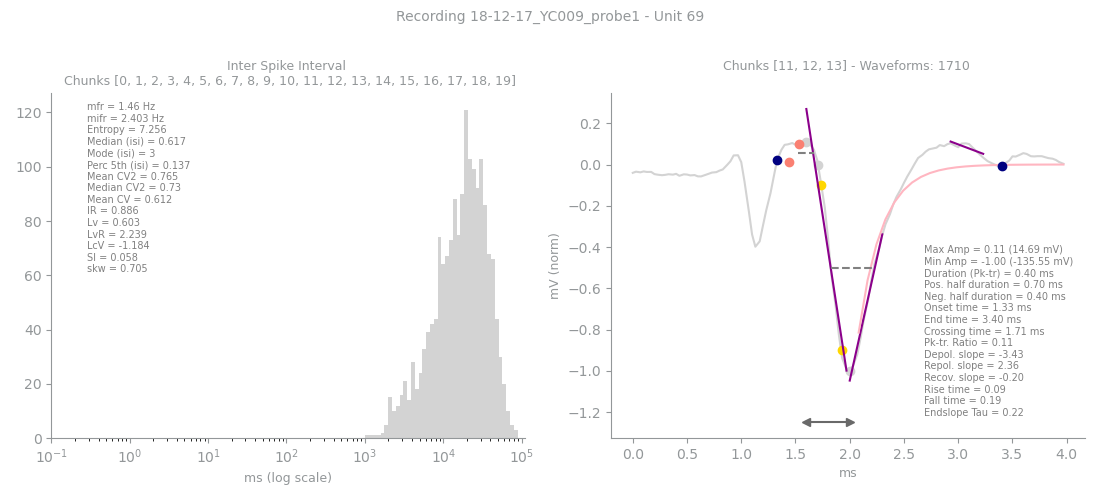 Recording 18-12-17_YC009_probe1 - Unit 69
Inter Spike Interval
Chunks [0, 1, 2, 3, 4, 5, 6, 7, 8, 9, 10, 11, 12, 13, 14, 15, 16, 17, 18, 19]
120
100
80
60
40
20
0
mfr = 1.46 Hz
mifr = 2.403 Hz
Entropy = 7.256
Median (isi) = 0.617
Mode (isi) = 3
Perc 5th (isi) = 0.137
Mean CV2 = 0.765
Median CV2 = 0.73
Mean CV = 0.612
IR = 0.886
Lv = 0.603
LvR = 2.239
LcV = -1.184
SI = 0.058
skw = 0.705
10⁻¹ 10⁰ 10¹ 10² 10³ 10⁴ 10⁵
ms (log scale)
Chunks [11, 12, 13] - Waveforms: 1710
mV (norm)
0.2
0.0
−0.2
−0.4
−0.6
−0.8
−1.0
−1.2
Max Amp = 0.11 (14.69 mV)
Min Amp = -1.00 (-135.55 mV)
Duration (Pk-tr) = 0.40 ms
Pos. half duration = 0.70 ms
Neg. half duration = 0.40 ms
Onset time = 1.33 ms
End time = 3.40 ms
Crossing time = 1.71 ms
Pk-tr. Ratio = 0.11
Depol. slope = -3.43
Repol. slope = 2.36
Recov. slope = -0.20
Rise time = 0.09
Fall time = 0.19
Endslope Tau = 0.22
0.0 0.5 1.0 1.5 2.0 2.5 3.0 3.5 4.0
ms